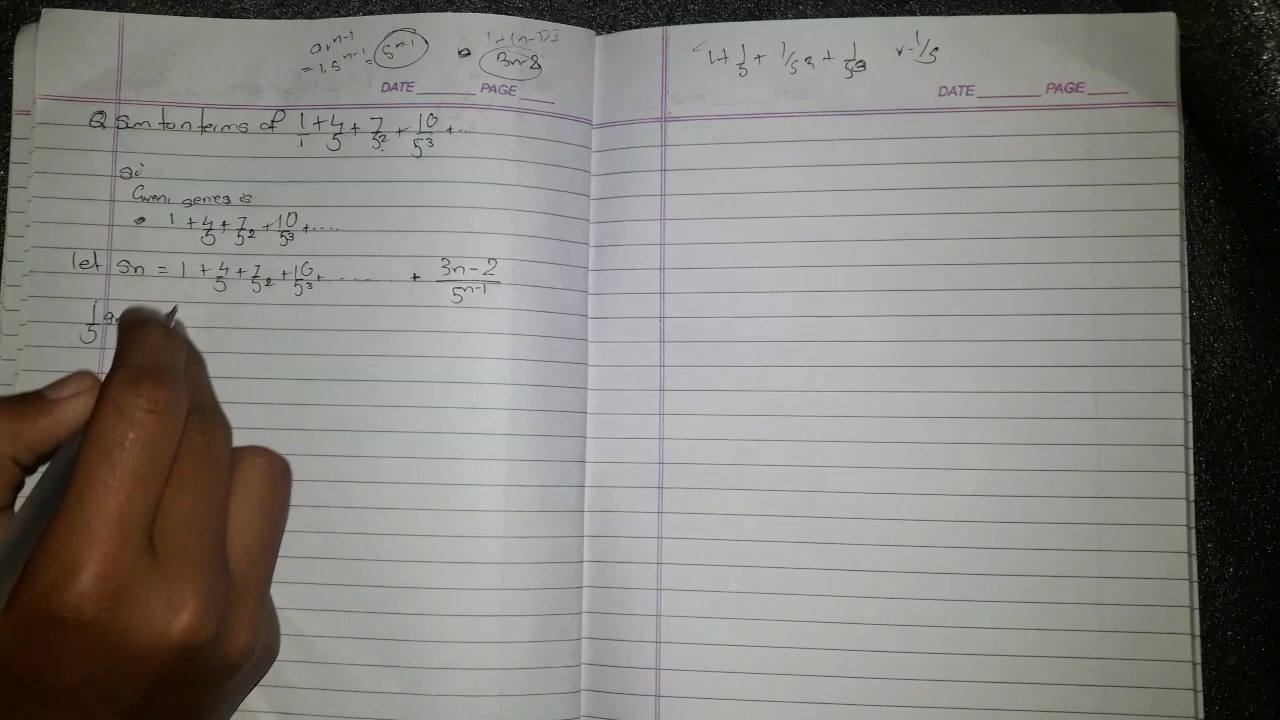 arⁿ⁻¹
= 1.5ⁿ⁻¹ = 5ⁿ⁻¹
1+(n-1)3
3n-2
DATE PAGE
Q Sum to n terms of 1/1 + 4/5 + 7/5² + 10/5³ + ..
Given series is
1 + 4/5 + 7/5² + 10/5³ + ....
let Sn = 1 + 4/5 + 7/5² + 10/5³ + ........ + 3n-2/5ⁿ⁻¹
1/5 Sn
1 + 1/5 + 1/5² + 1/5³ r = 1/5
DATE PAGE